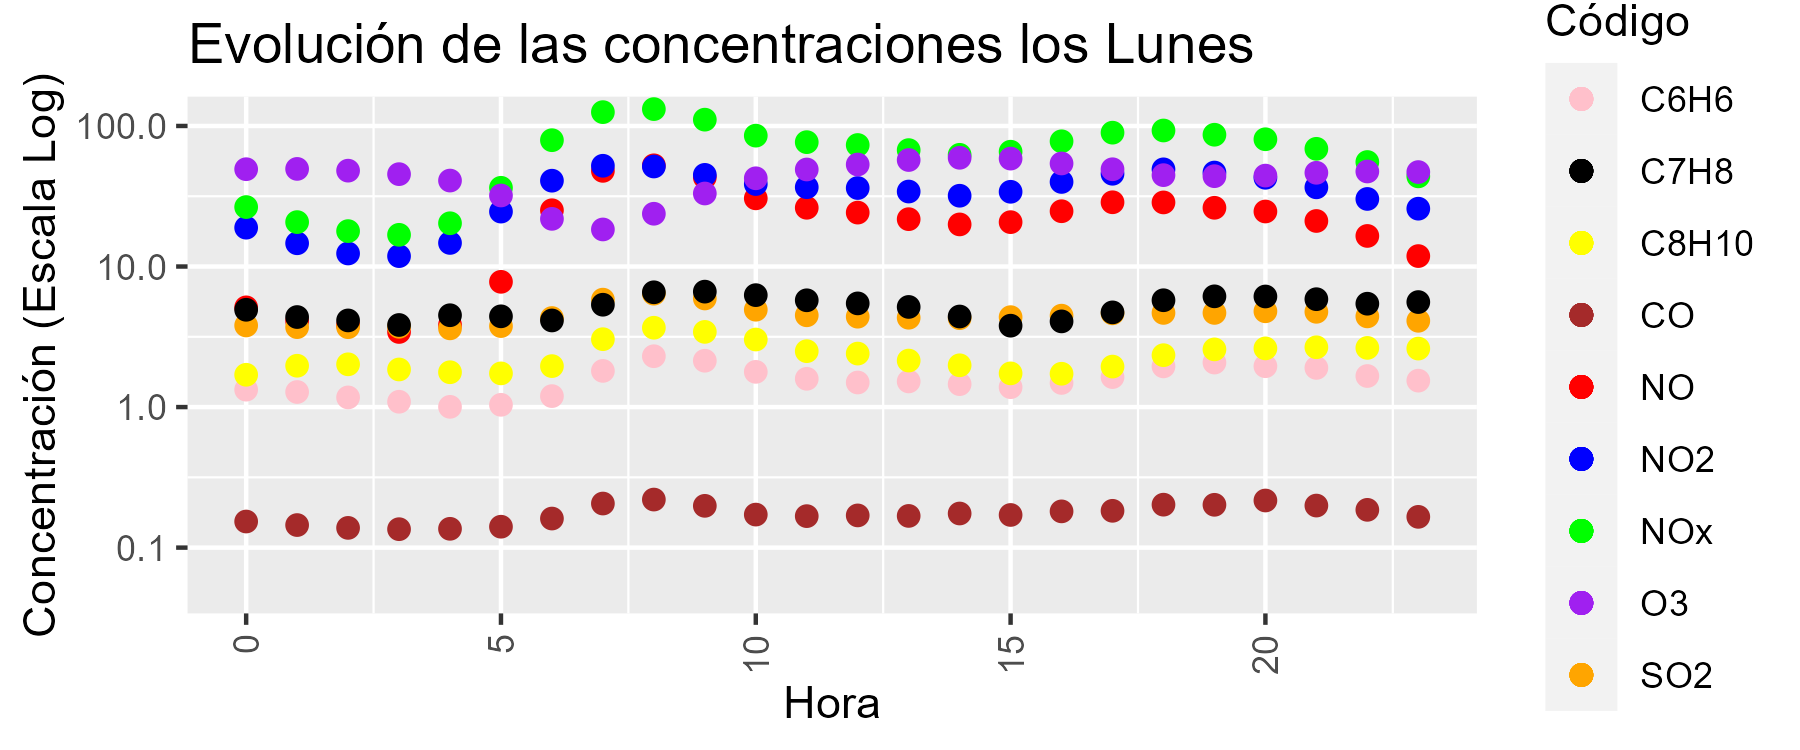 Evolución de las concentraciones los Lunes
Concentración (Escala Log)
100.0
10.0
1.0
0.1
0
5
10
15
20
Hora
Código
C6H6
C7H8
C8H10
CO
NO
NO2
NOx
O3
SO2